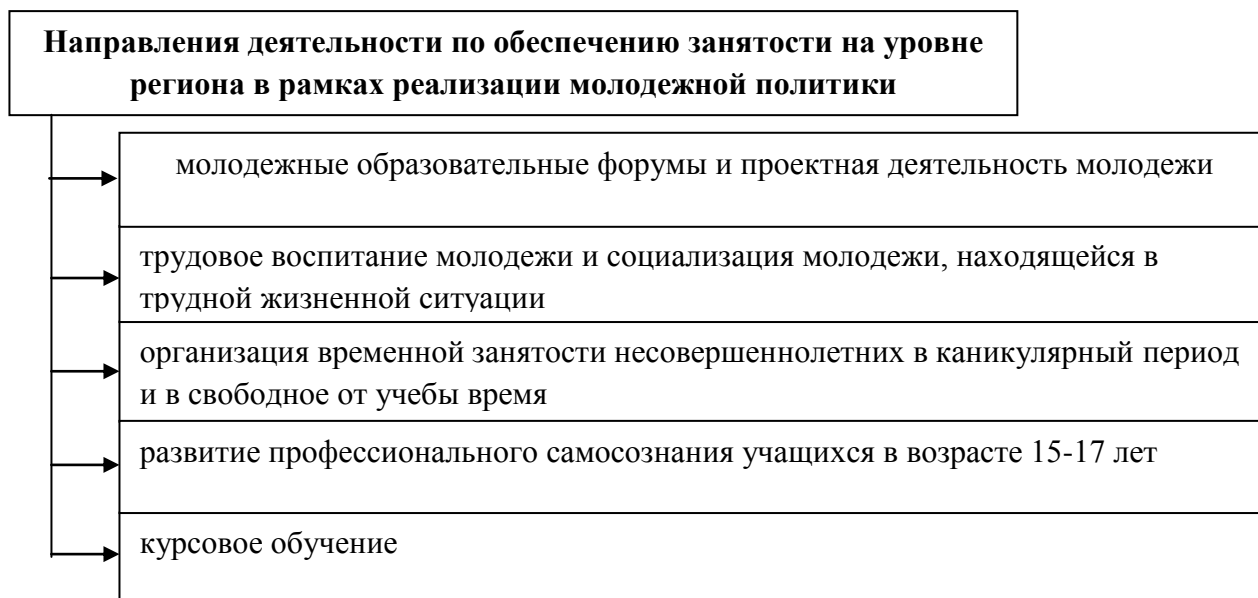 Направления деятельности по обеспечению занятости на уровне
региона в рамках реализации молодежной политики
молодежные образовательные форумы и проектная деятельность молодежи
трудовое воспитание молодежи и социализация молодежи, находящейся в
трудной жизненной ситуации
организация временной занятости несовершеннолетних в каникулярный период
и в свободное от учебы время
развитие профессионального самосознания учащихся в возрасте 15-17 лет
курсовое обучение